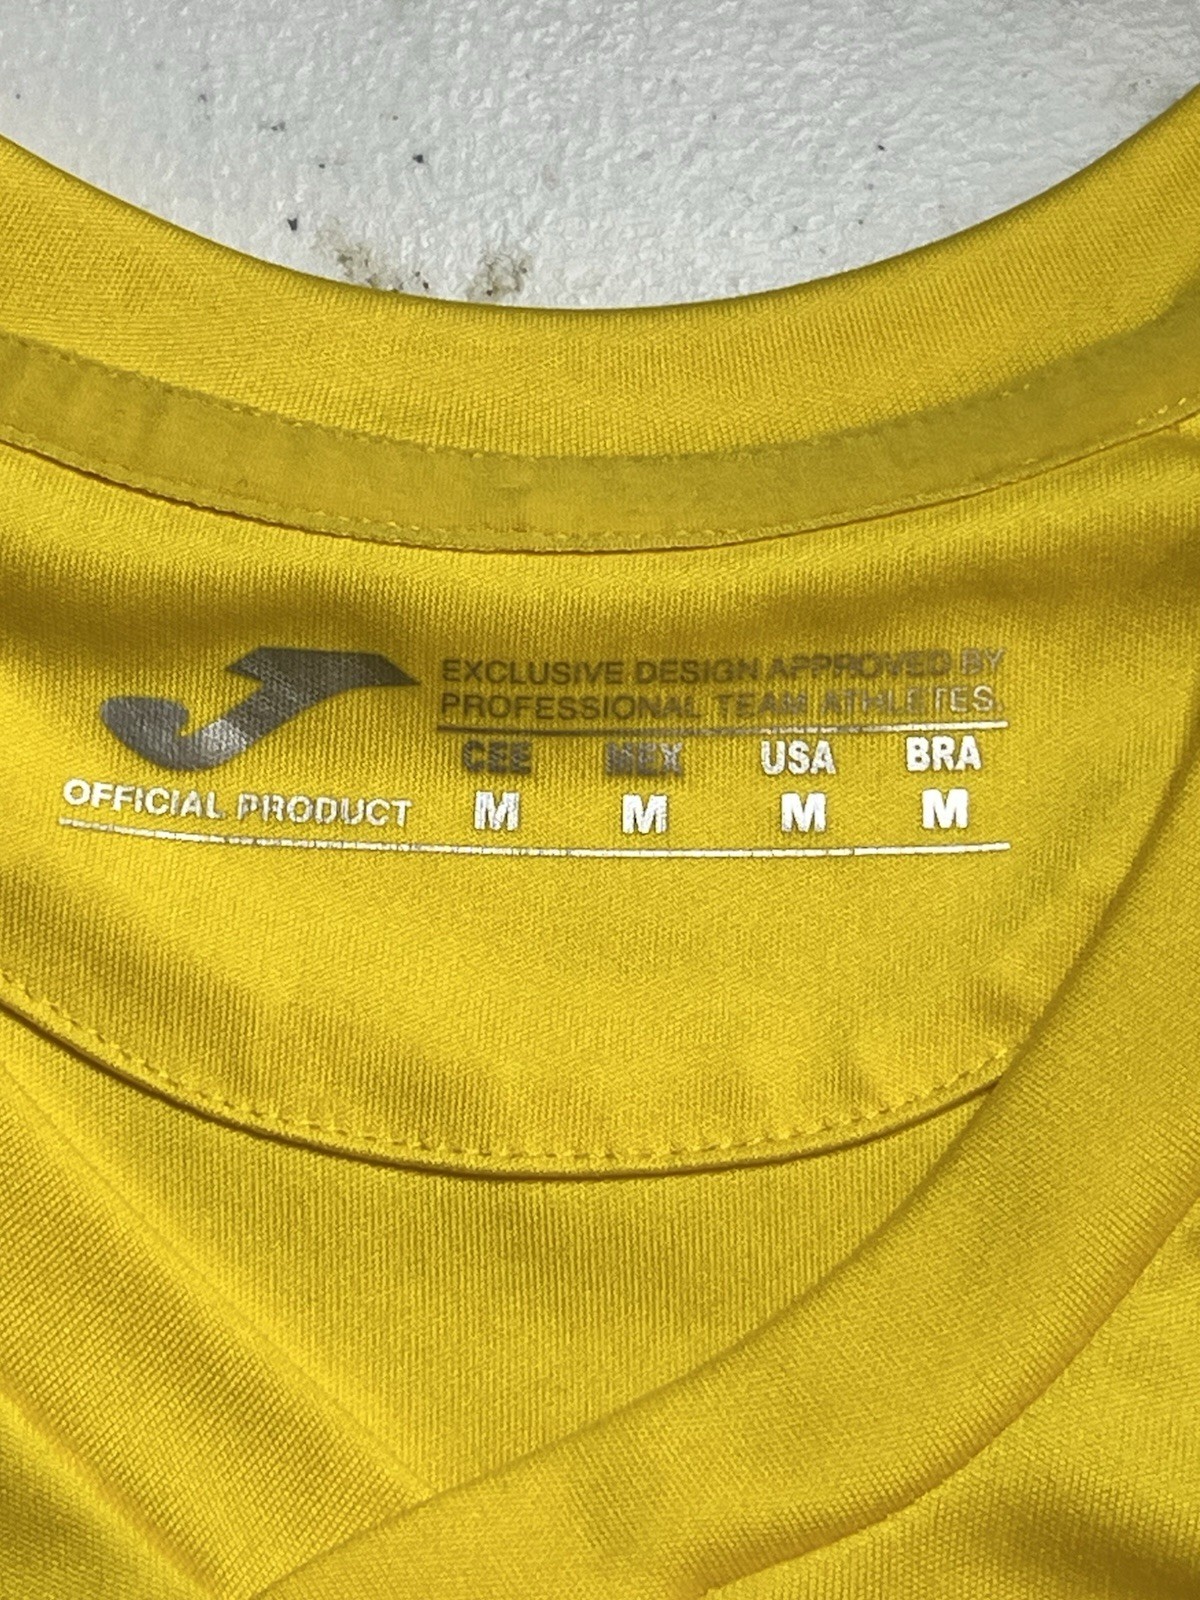 EXCLUSIVE DESIGN APPROVED BY
PROFESSIONAL TEAM ATHLETES.
CEE MEX USA BRA
OFFICIAL PRODUCT M M M M